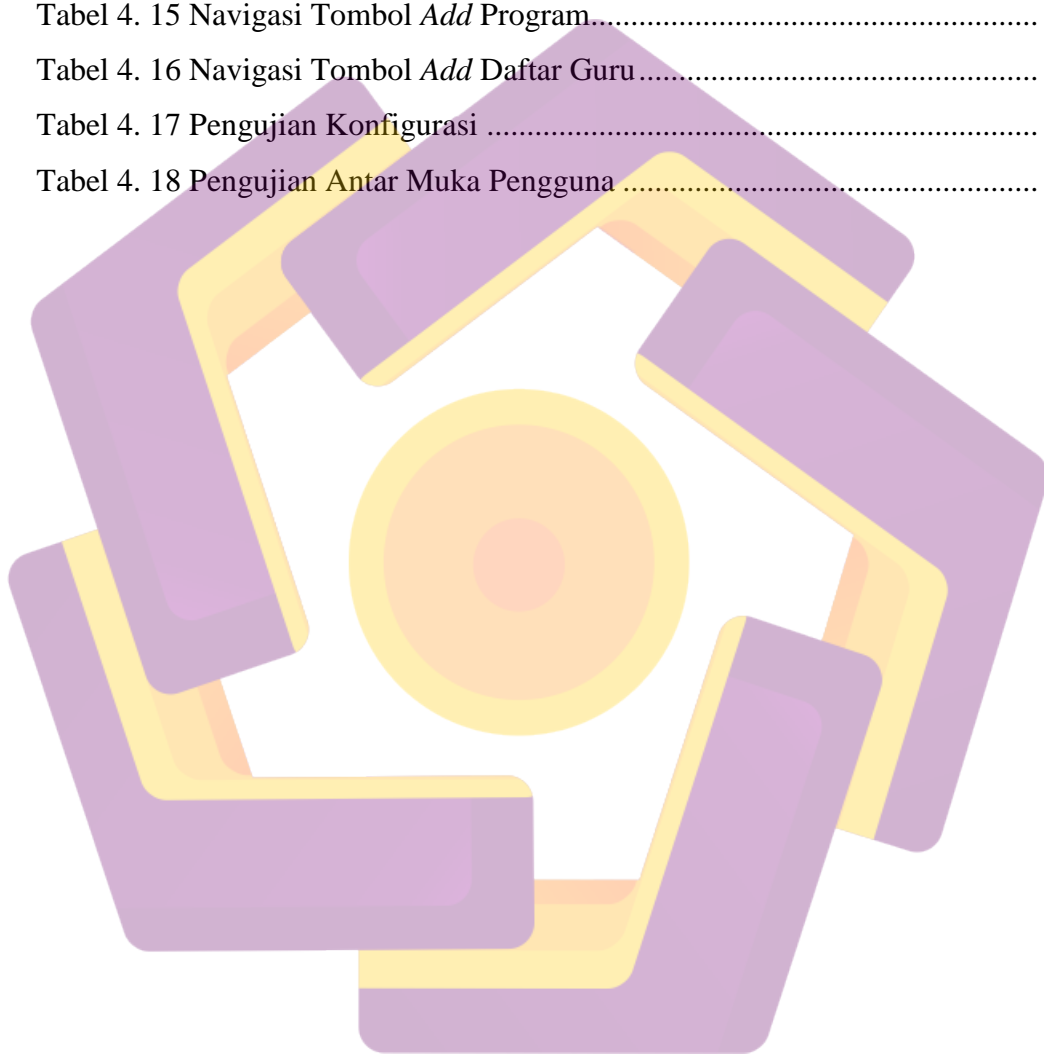 Tabel 4. 15 Navigasi Tombol Add Program.......................................................
Tabel 4. 16 Navigasi Tombol Add Daftar Guru.................................................
Tabel 4. 17 Pengujian Konfigurasi ....................................................................
Tabel 4. 18 Pengujian Antar Muka Pengguna ...................................................